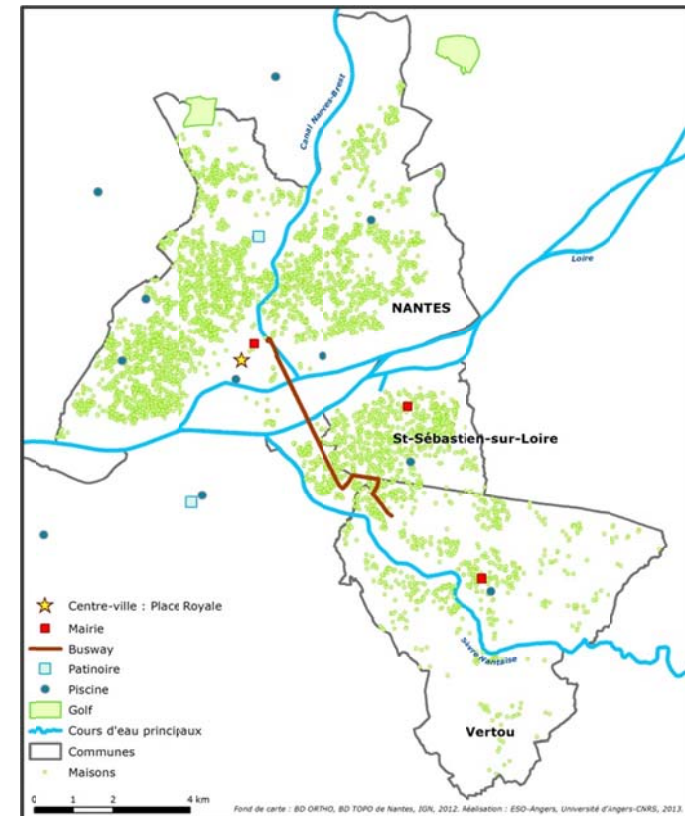 Canal Nantes-Brest
Loire
NANTES
St-Sébastien-sur-Loire
Sèvre Nantaise
Vertou
Centre-ville : Place Royale
Mairie
Busway
Patinoire
Piscine
Golf
Cours d'eau principaux
Communes
Maisons
0 1 2 4 km
Fond de carte : BD ORTHO, BD TOPO de Nantes, IGN, 2012. Réalisation : ESO-Angers, Université d'Angers-CNRS, 2013.